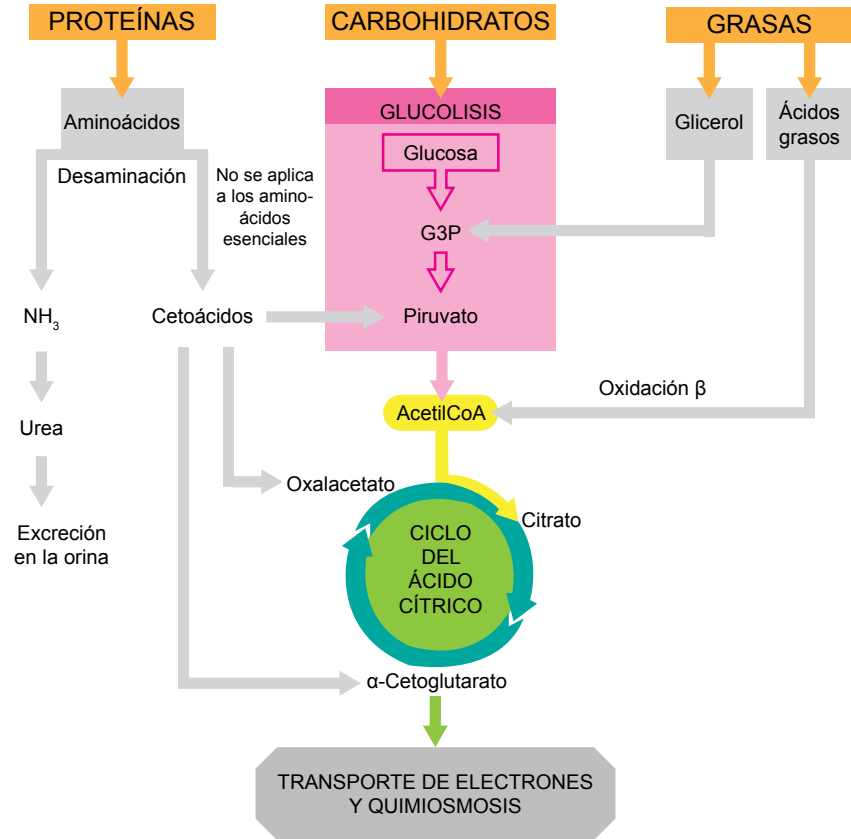 PROTEÍNAS
CARBOHIDRATOS
GRASAS
Aminoácidos
GLUCOLISIS
Glicerol
Ácidos
grasos
Desaminación
No se aplica
a los amino-
ácidos
esenciales
Glucosa
G3P
NH₃
Cetoácidos
Piruvato
Oxidación β
AcetilCoA
Urea
Oxalacetato
Citrato
Excreción
en la orina
CICLO
DEL
ÁCIDO
CÍTRICO
α-Cetoglutarato
TRANSPORTE DE ELECTRONES
Y QUIMIOSMOSIS